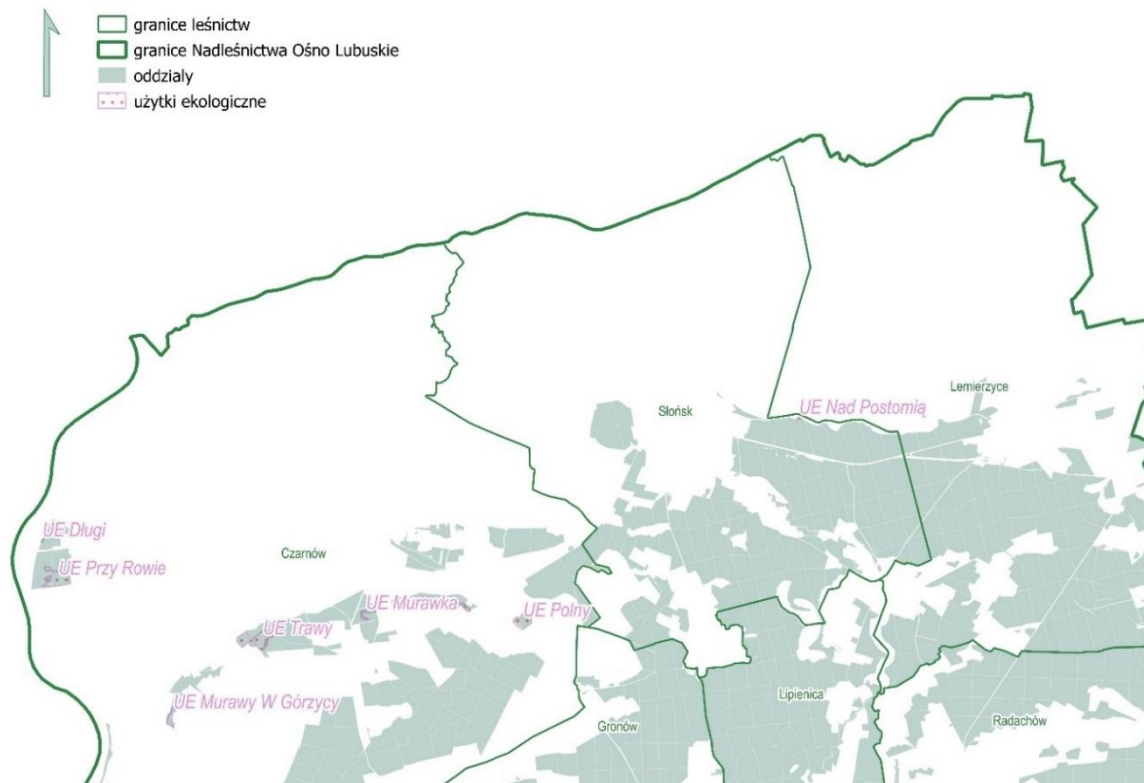 granice leśnictw
granice Nadleśnictwa Ośno Lubuskie
oddzialy
użytki ekologiczne
Lemierzyce
Słońsk
UE Nad Postomią
UE Długi
Czarnów
UE Przy Rowie
UE Murawka
UE Polny
UE Trawy
UE Murawy W Górzycy
Lipienica
Gronów
Radachów